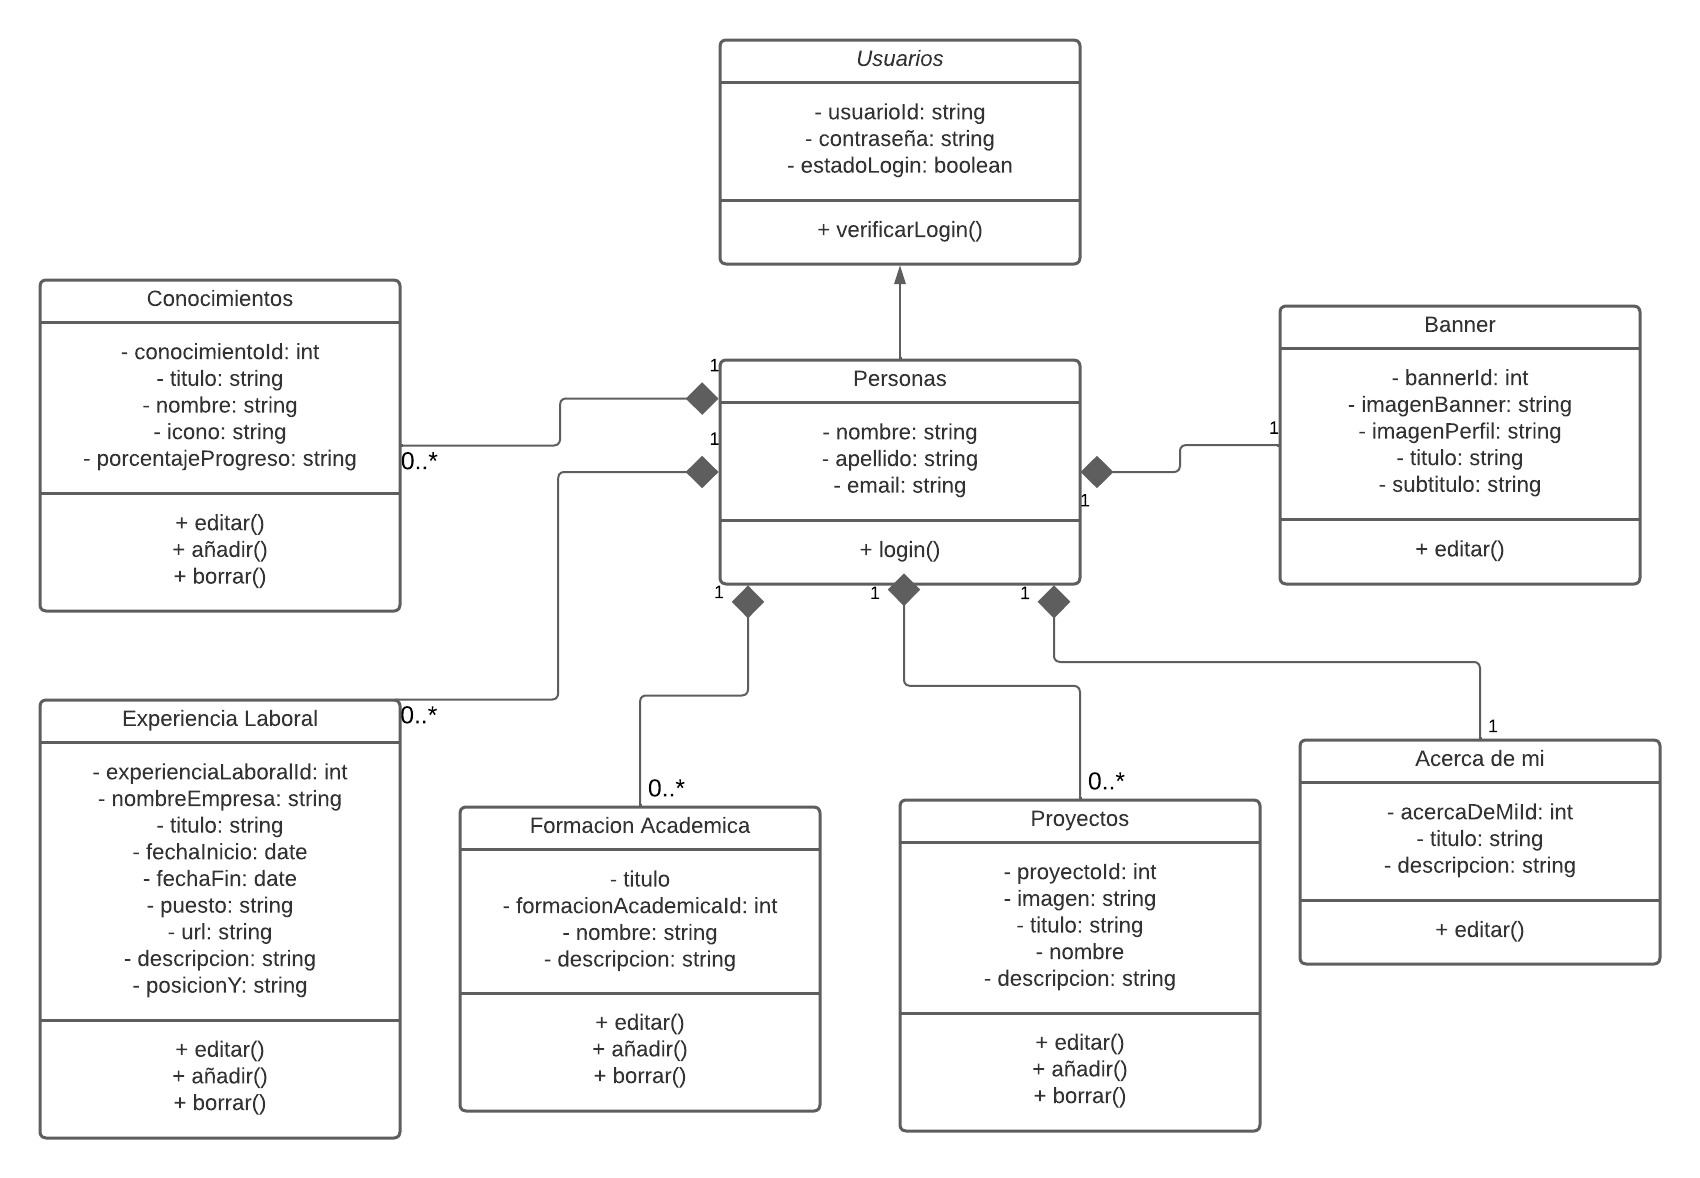 Usuarios
- usuarioId: string
- contraseña: string
- estadoLogin: boolean
+ verificarLogin()
Conocimientos
- conocimientoId: int
- titulo: string
- nombre: string
- icono: string
- porcentajeProgreso: string
+ editar()
+ añadir()
+ borrar()
0..*
1
1
Personas
- nombre: string
- apellido: string
- email: string
+ login()
1
1
Banner
- bannerId: int
- imagenBanner: string
- imagenPerfil: string
- titulo: string
- subtitulo: string
+ editar()
1
1
1
Experiencia Laboral
- experienciaLaboralId: int
- nombreEmpresa: string
- titulo: string
- fechaInicio: date
- fechaFin: date
- puesto: string
- url: string
- descripcion: string
- posicionY: string
+ editar()
+ añadir()
+ borrar()
0..*
0..*
Formacion Academica
- titulo
- formacionAcademicaId: int
- nombre: string
- descripcion: string
+ editar()
+ añadir()
+ borrar()
0..*
Proyectos
- proyectoId: int
- imagen: string
- titulo: string
- nombre
- descripcion: string
+ editar()
+ añadir()
+ borrar()
1
Acerca de mi
- acercaDeMiId: int
- titulo: string
- descripcion: string
+ editar()